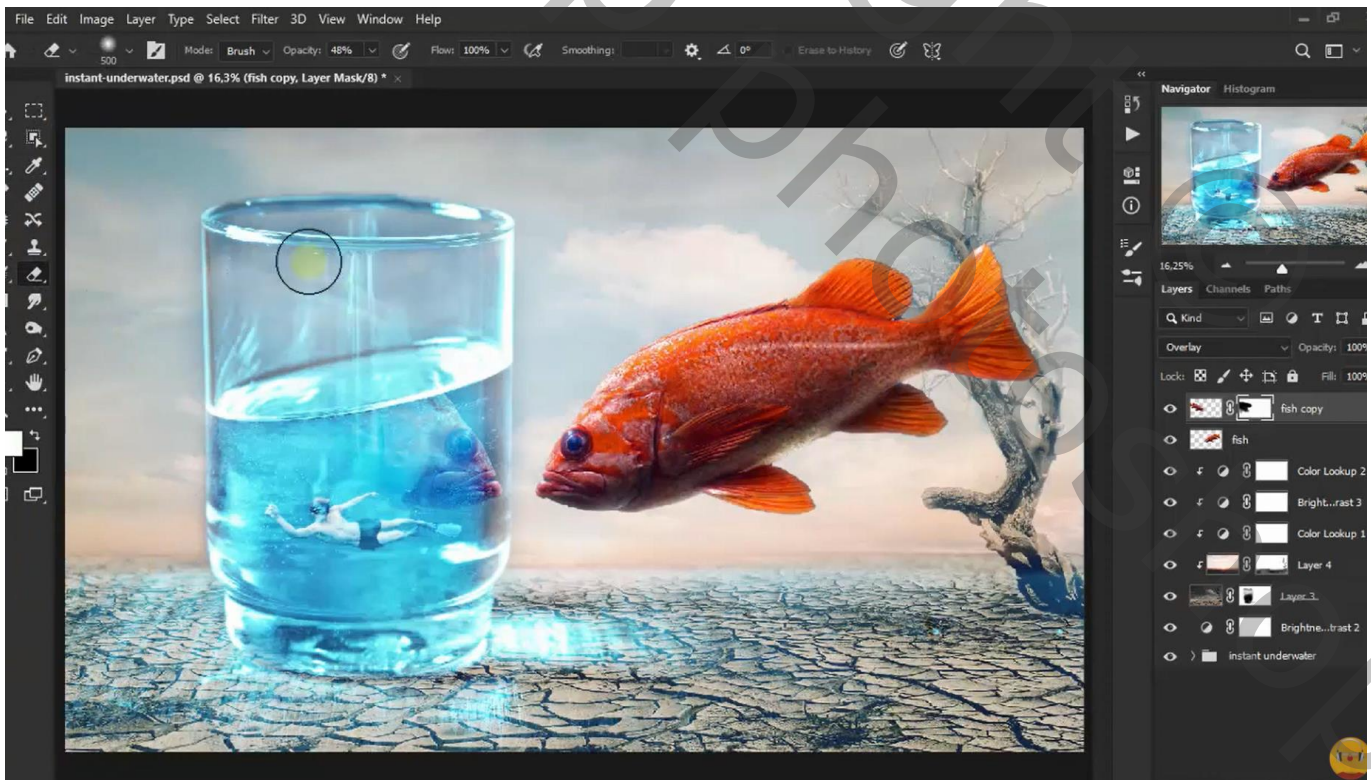 File Edit Image Layer Type Select Filter 3D View Window Help
500 Mode: Brush Opacity: 48% Flow: 100% Smoothing: 0° Erase to History
instant-underwater.psd @ 16,3% (fish copy, Layer Mask/8) * ×
Navigator Histogram
16,25%
Layers Channels Paths
Kind
Overlay Opacity: 100%
Lock: Fill: 100%
fish copy
fish
Color Lookup 2
Bright...rast 3
Color Lookup 1
Layer 4
Layer 3
Brightne...trast 2
instant underwater